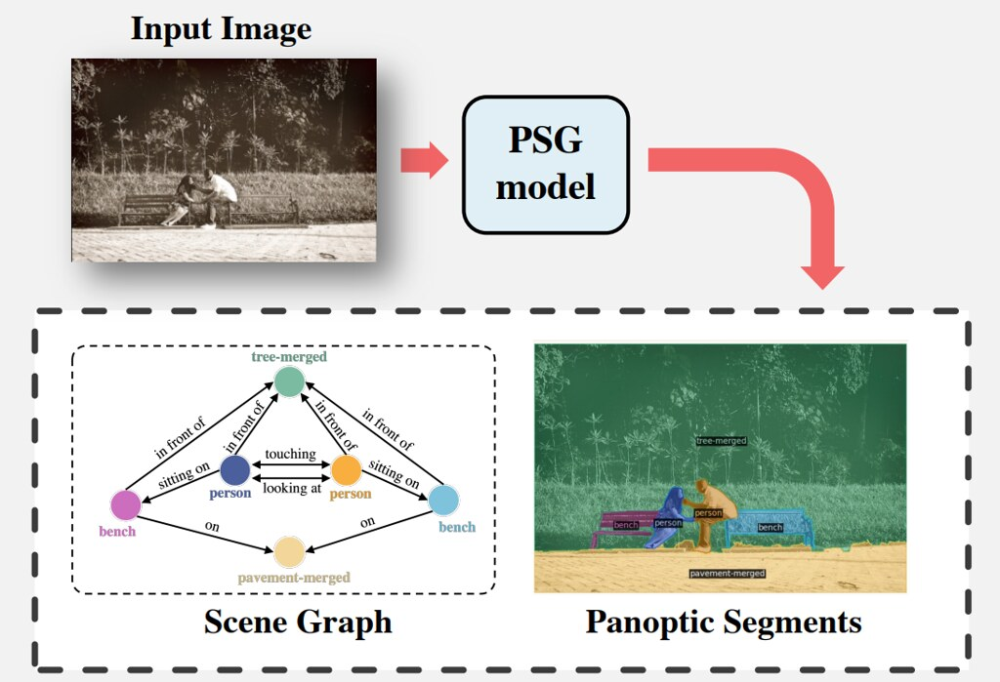 Input Image
PSG
model
tree-merged
in front of
in front of
in front of
in front of
touching
sitting on
sitting on
looking at
person
person
bench
bench
on
on
pavement-merged
Scene Graph
tree-merged
person
person
bench
bench
pavement-merged
Panoptic Segments